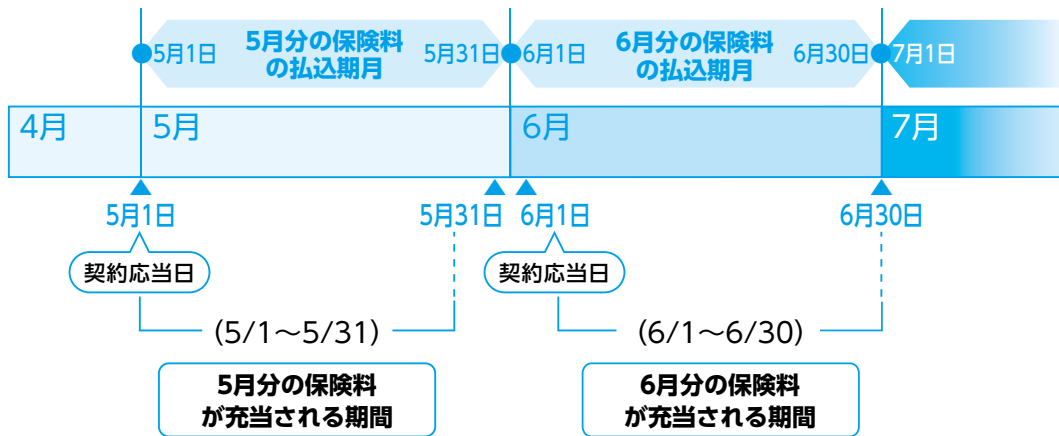 5月1日
5月分の保険料
の払込期月
5月31日
6月1日
6月分の保険料
の払込期月
6月30日
7月1日
4月
5月
6月
7月
5月1日
5月31日
6月1日
6月30日
契約応当日
契約応当日
(5/1〜5/31)
(6/1〜6/30)
5月分の保険料
が充当される期間
6月分の保険料
が充当される期間